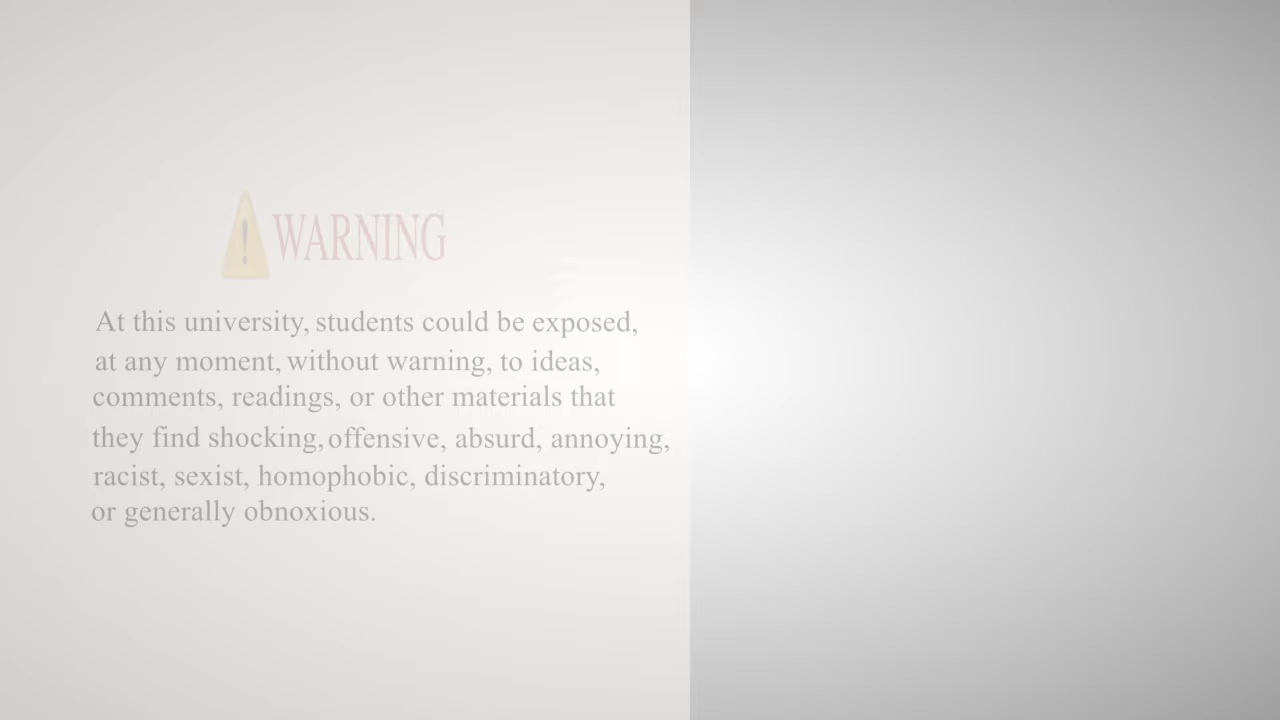 WARNING
At this university, students could be exposed,
at any moment, without warning, to ideas,
comments, readings, or other materials that
they find shocking, offensive, absurd, annoying,
racist, sexist, homophobic, discriminatory,
or generally obnoxious.